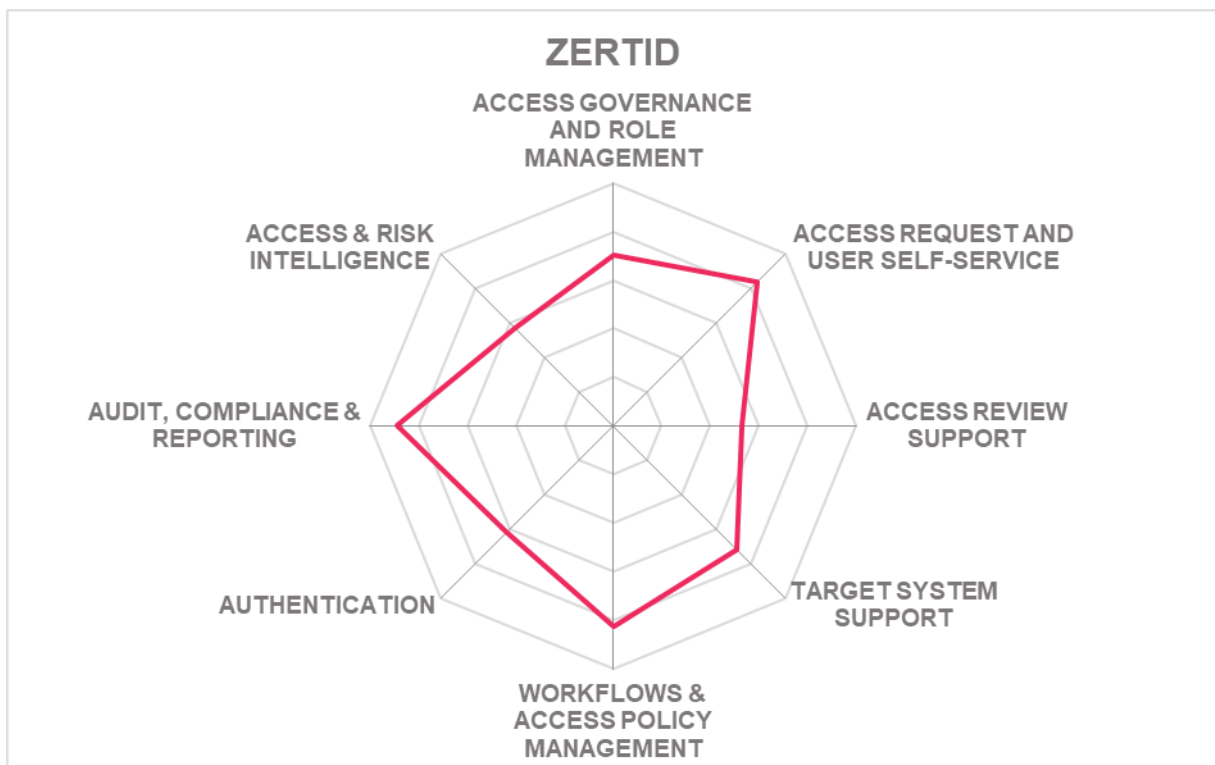 ZERTID
ACCESS GOVERNANCE
AND ROLE
MANAGEMENT
ACCESS & RISK
INTELLIGENCE
ACCESS REQUEST AND
USER SELF-SERVICE
AUDIT, COMPLIANCE &
REPORTING
ACCESS REVIEW
SUPPORT
AUTHENTICATION
TARGET SYSTEM
SUPPORT
WORKFLOWS &
ACCESS POLICY
MANAGEMENT